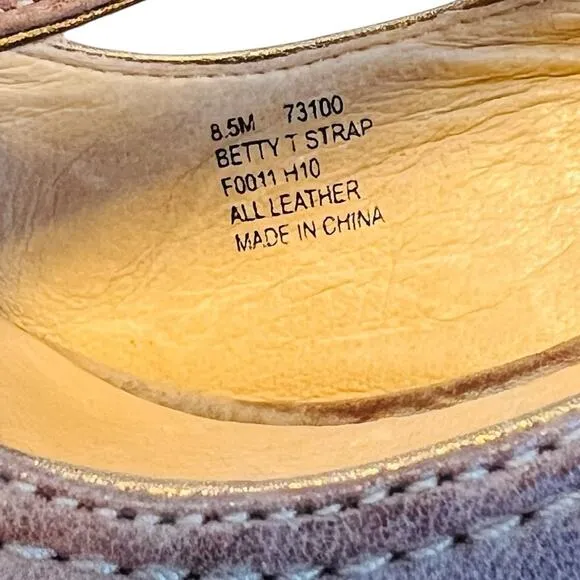 8.5M 73100
BETTY T STRAP
F0011 H10
ALL LEATHER
MADE IN CHINA